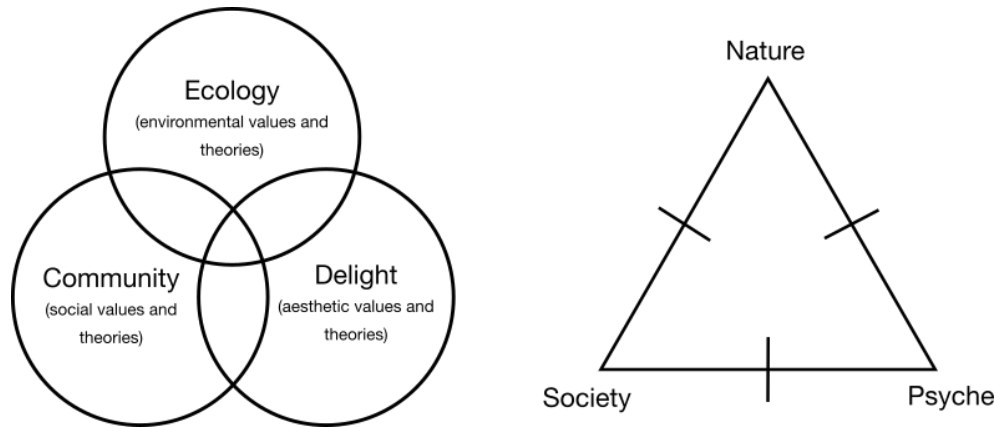 Ecology
(environmental values and
theories)
Community
(social values and
theories)
Delight
(aesthetic values and
theories)
Nature
Society
Psyche